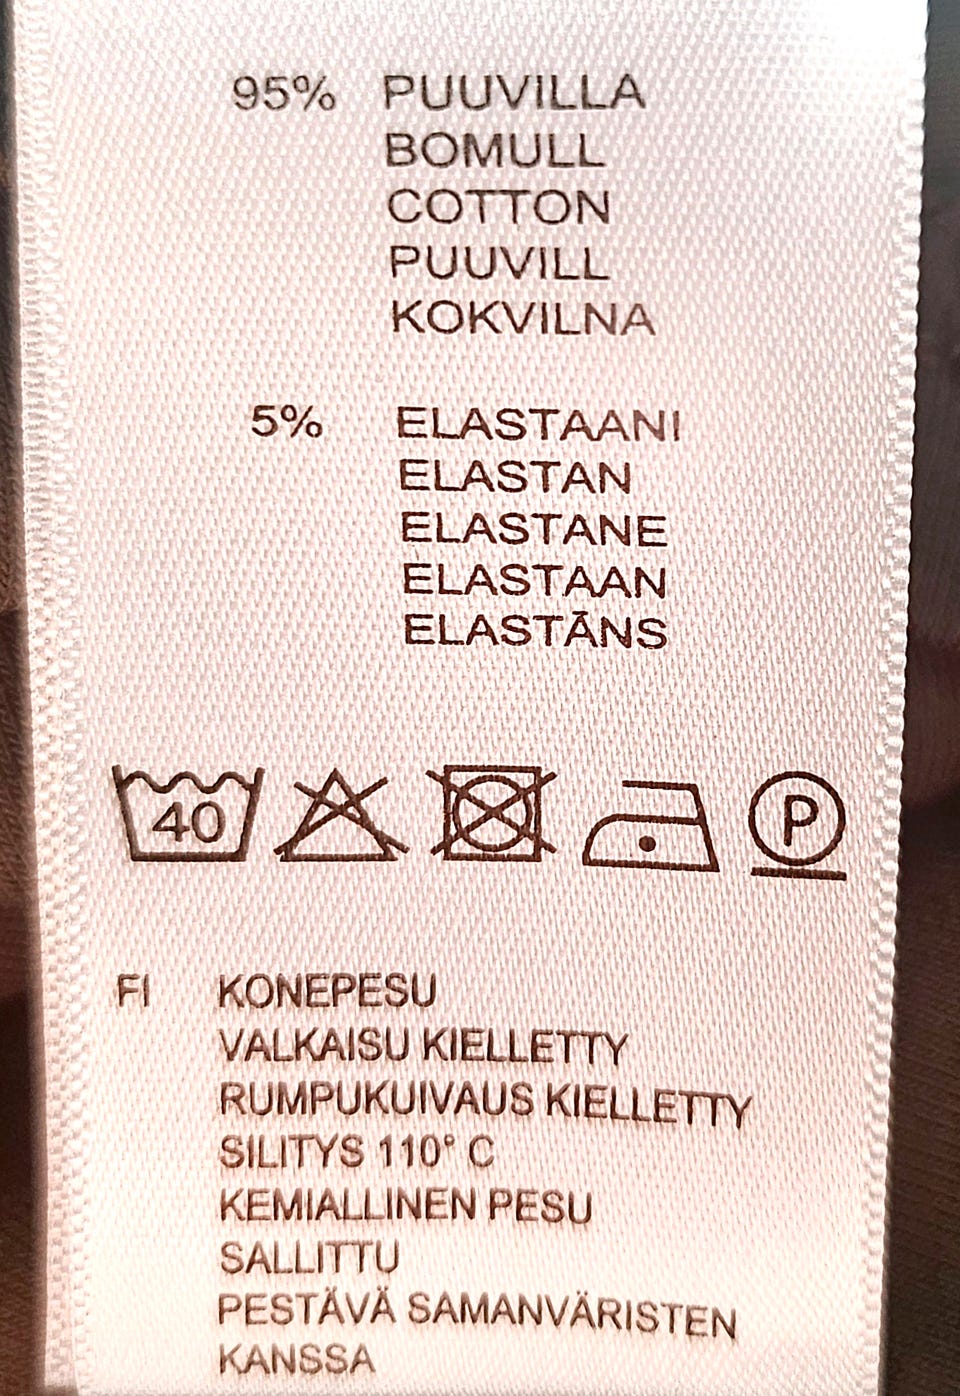 95% PUUVILLA
BOMULL
COTTON
PUUVILL
KOKVILNA
5% ELASTAANI
ELASTAN
ELASTANE
ELASTAAN
ELASTĀNS
40 P
FI KONEPESU
VALKAISU KIELLETTY
RUMPUKUIVAUS KIELLETTY
SILITYS 110° C
KEMIALLINEN PESU
SALLITTU
PESTÄVÄ SAMANVÄRISTEN
KANSSA